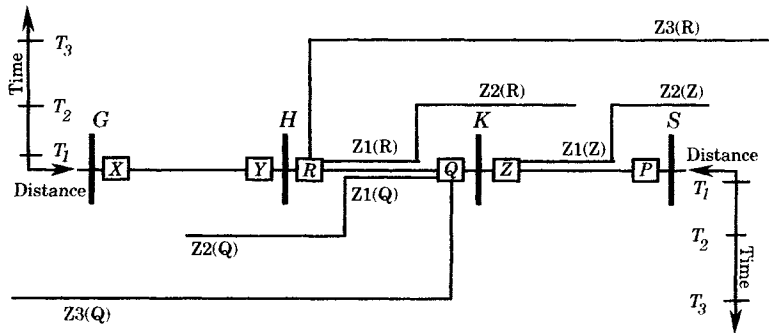 Z3(R)
T3
Time
Z2(R)
Z2(Z)
T2
G
H
K
S
T1
Z1(R)
Z1(Z)
Distance
X
Y
R
Q
Z
P
Distance
Z1(Q)
T1
Z2(Q)
T2
Time
Z3(Q)
T3